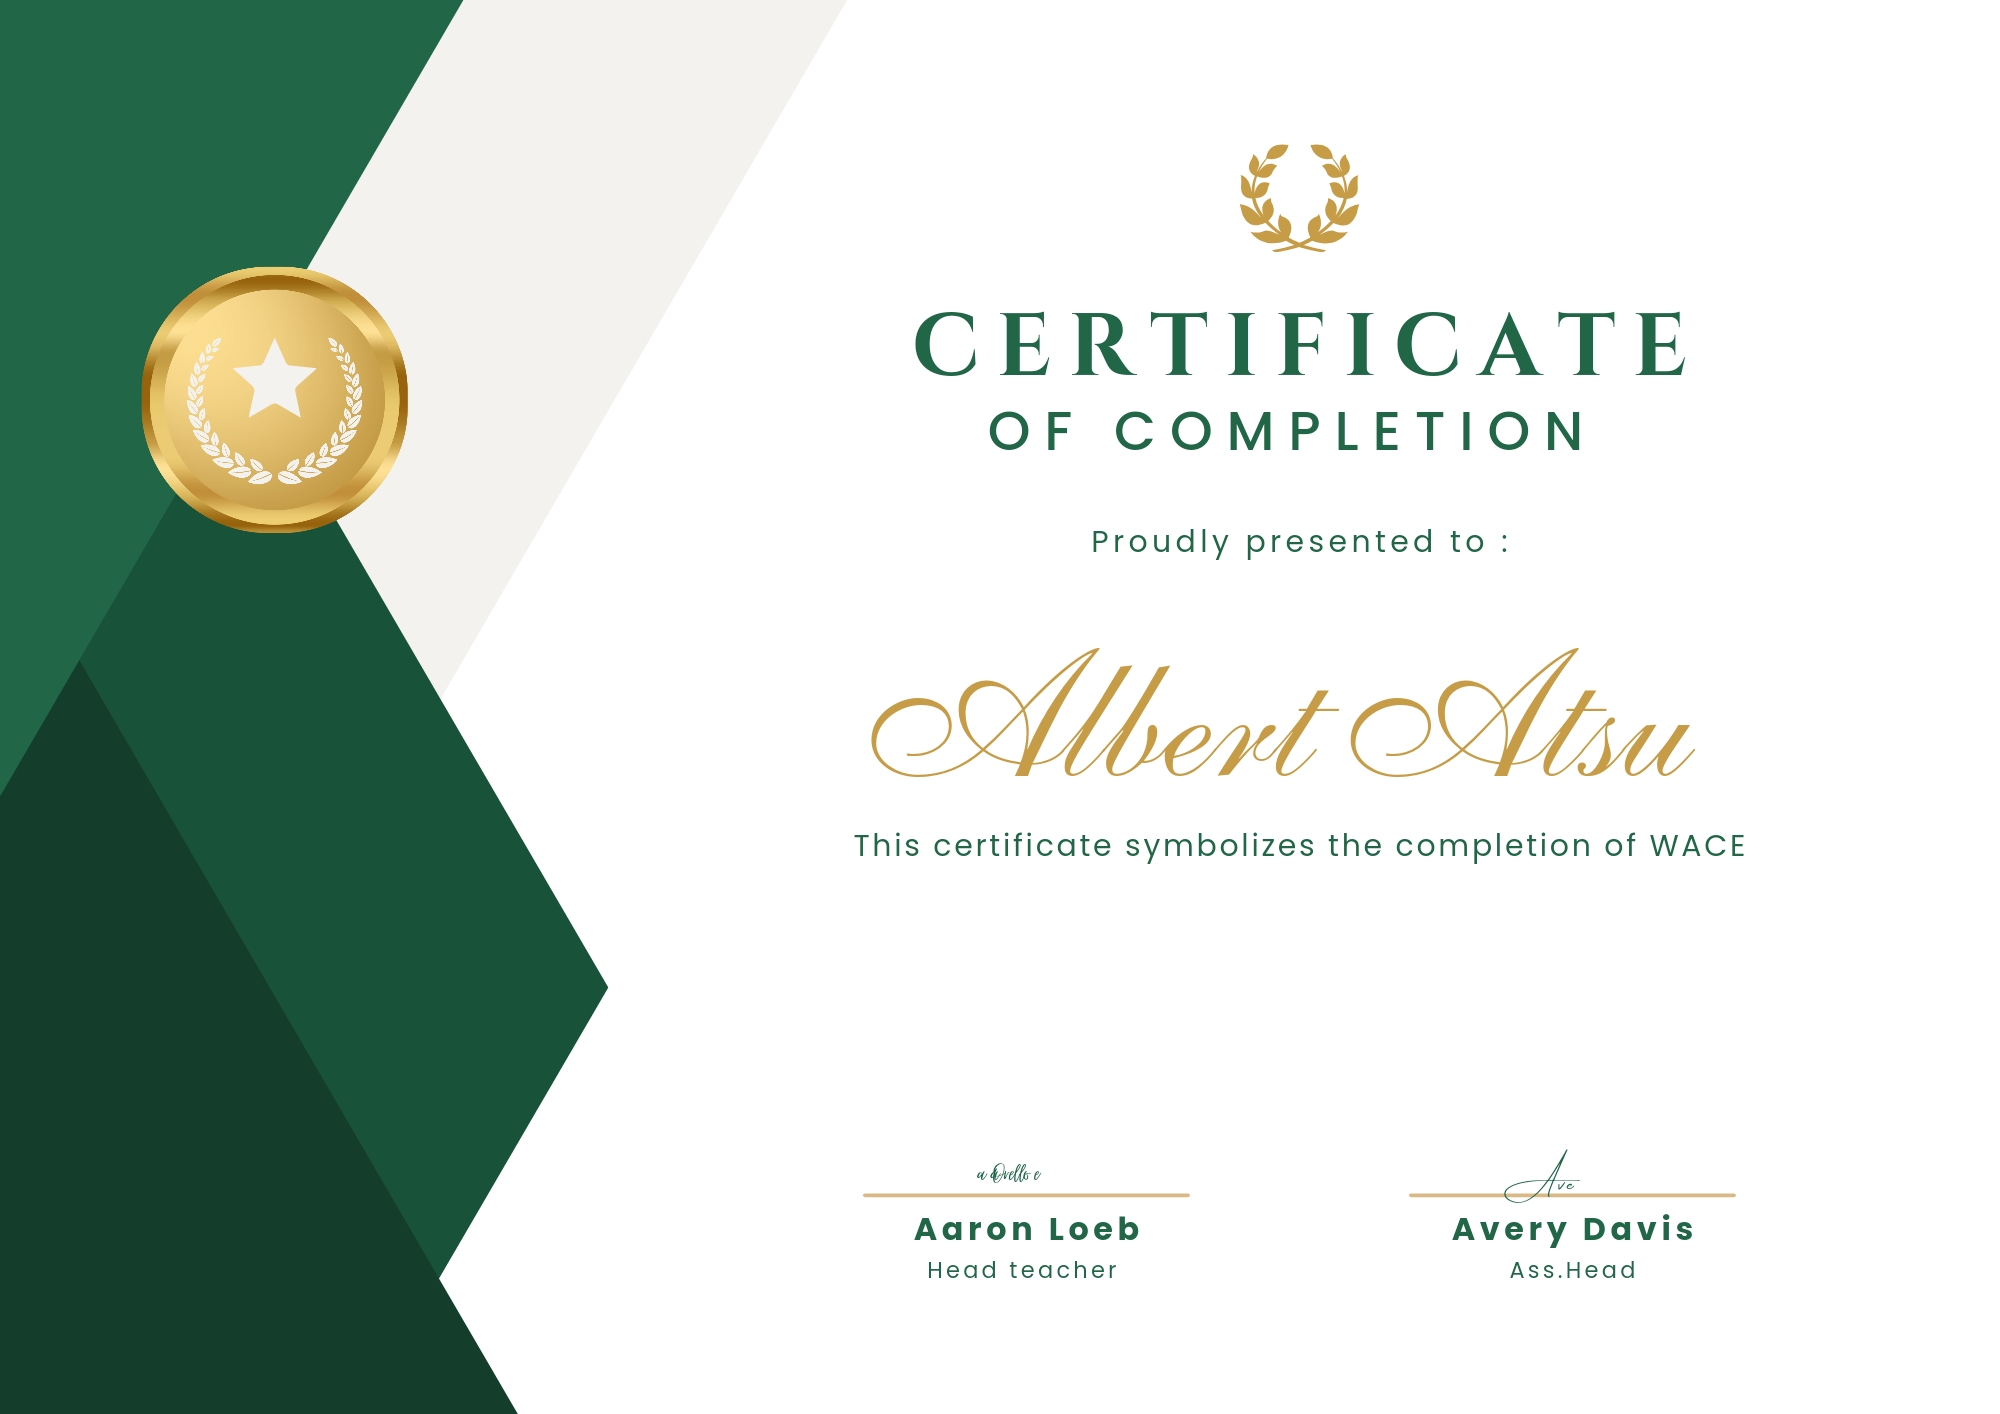 CERTIFICATE
OF COMPLETION
Proudly presented to :
Albert Atsu
This certificate symbolizes the completion of WACE
Ave
Aaron Loeb
Avery Davis
Head teacher
Ass.Head